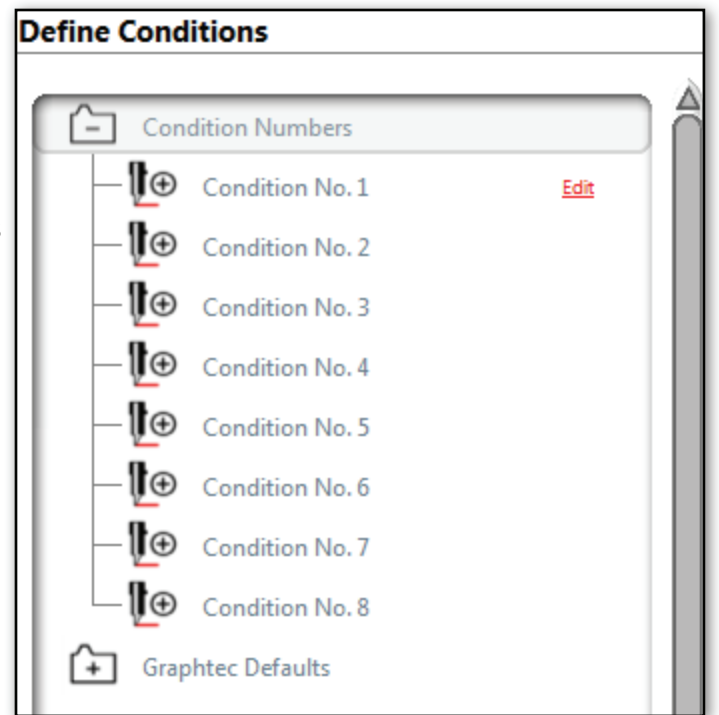 Define Conditions
Condition Numbers
Condition No. 1 Edit
Condition No. 2
Condition No. 3
Condition No. 4
Condition No. 5
Condition No. 6
Condition No. 7
Condition No. 8
Graphtec Defaults